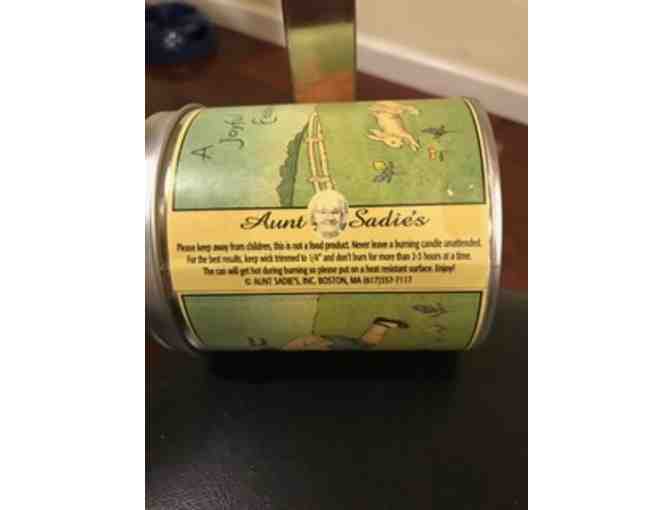 A Joyful
Aunt Sadie's
Please keep away from children, this is not a food product. Never leave a burning candle unattended.
For the best results, keep wick trimmed to 1/4" and don't burn for more than 2-3 hours at a time.
The can will get hot during burning so please put on a heat resistant surface. Enjoy!
© AUNT SADIE'S, INC. BOSTON, MA (617)357-7117